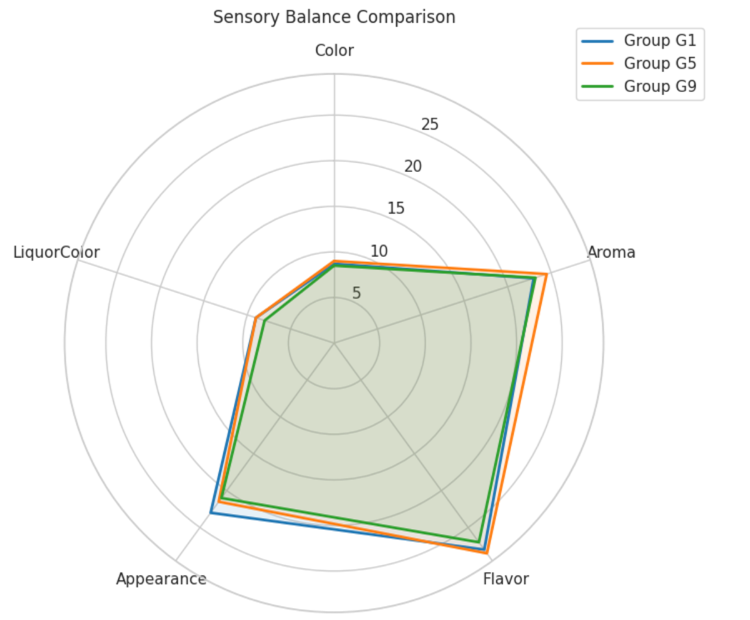 Sensory Balance Comparison
Color
Group G1
Group G5
Group G9
25
20
15
10
5
LiquorColor
Aroma
Appearance
Flavor